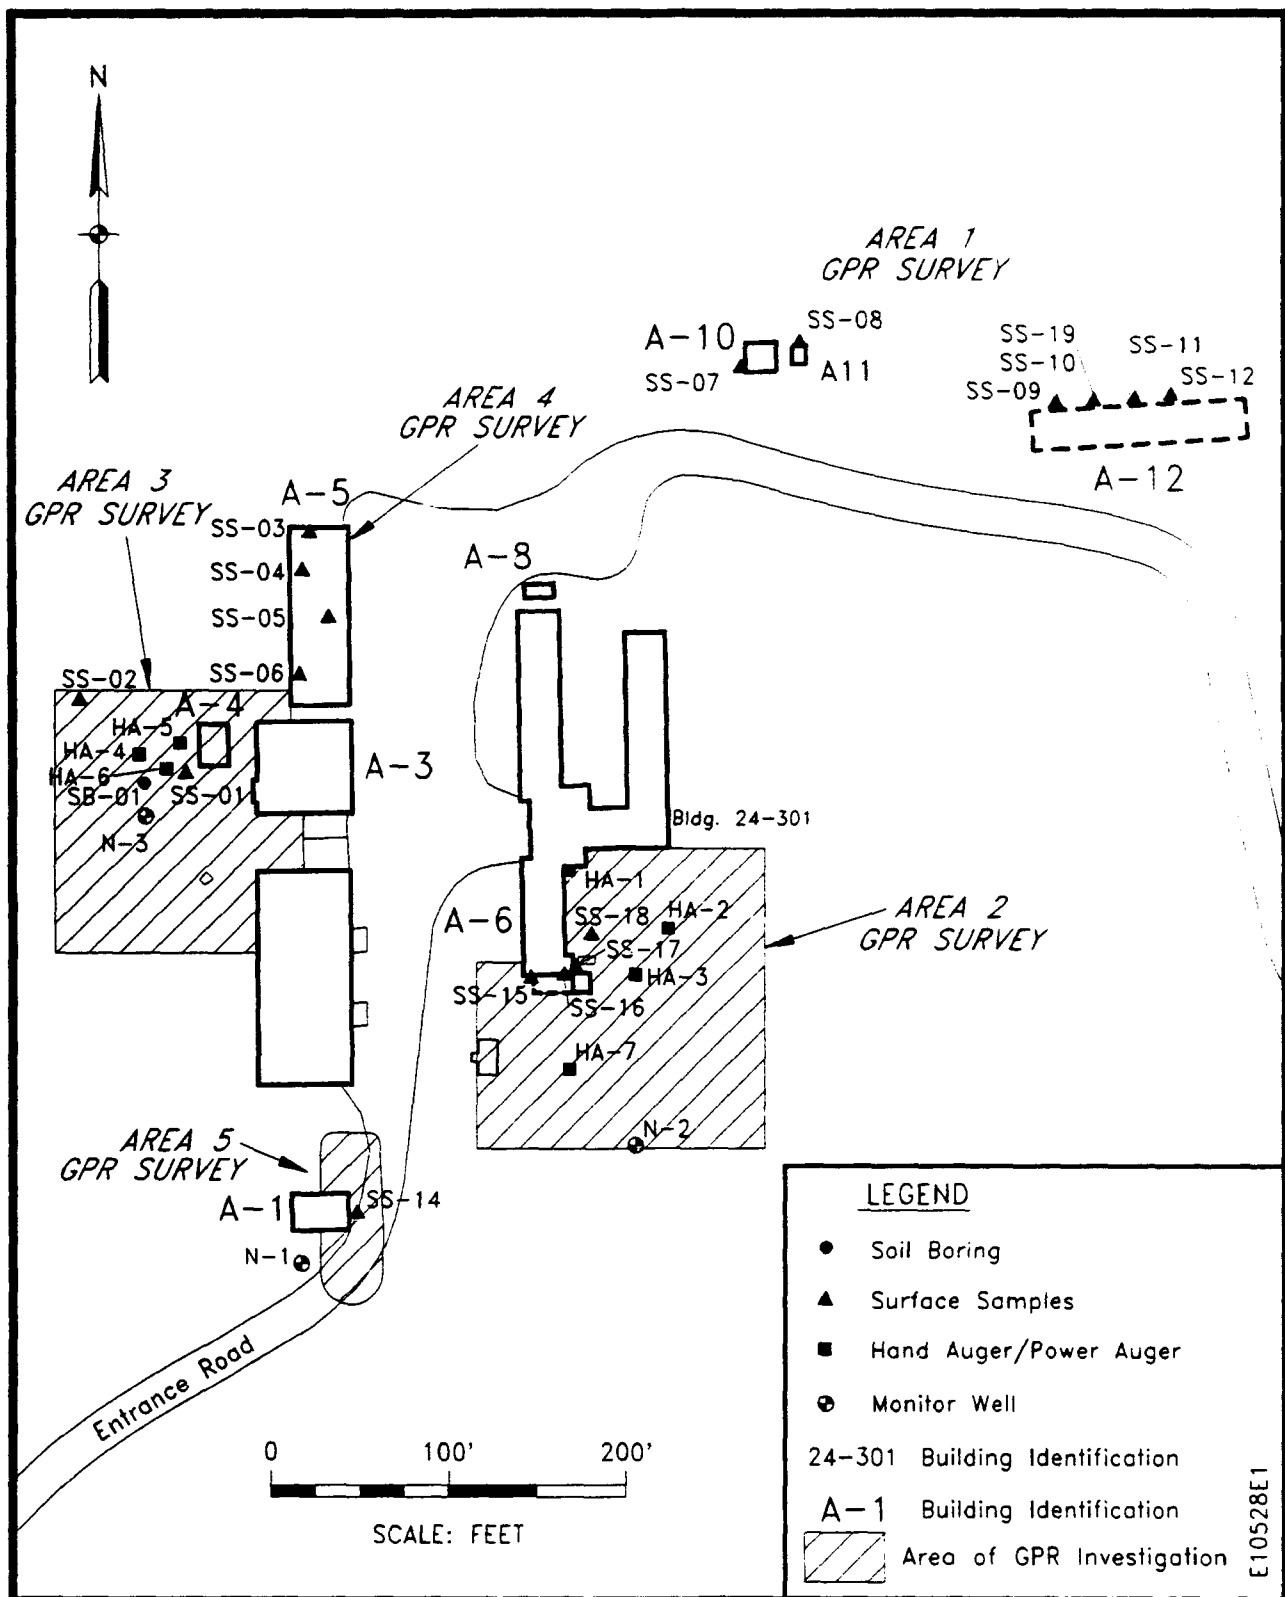 N
AREA 1
GPR SURVEY
SS-08
A-10
A11
SS-07
SS-19
SS-10
SS-09
SS-11
SS-12
A-12
AREA 4
GPR SURVEY
AREA 3
GPR SURVEY
A-5
SS-03
SS-04
SS-05
SS-06
A-8
SS-02
A-4
HA-5
HA-4
HA-6
SB-01
SS-01
N-3
A-3
Bldg. 24-301
HA-1
A-6
SS-18
HA-2
SS-17
HA-3
SS-15
SS-16
HA-7
N-2
AREA 2
GPR SURVEY
AREA 5
GPR SURVEY
A-1
SS-14
N-1
Entrance Road
0 100' 200'
SCALE: FEET
LEGEND
Soil Boring
Surface Samples
Hand Auger/Power Auger
Monitor Well
24-301 Building Identification
A-1 Building Identification
Area of GPR Investigation
E10528E1